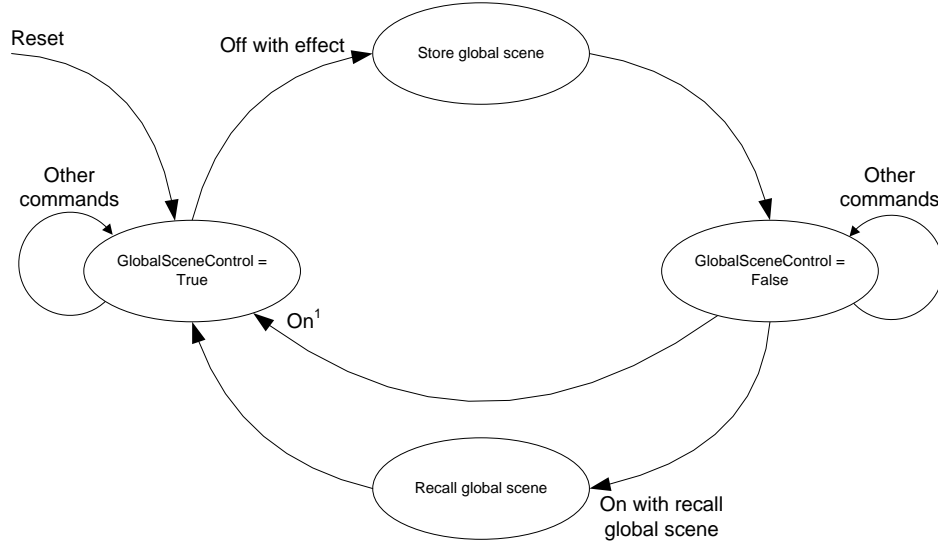 Reset
Off with effect
Store global scene
Other
commands
Other
commands
GlobalSceneControl =
True
GlobalSceneControl =
False
On¹
Recall global scene
On with recall
global scene